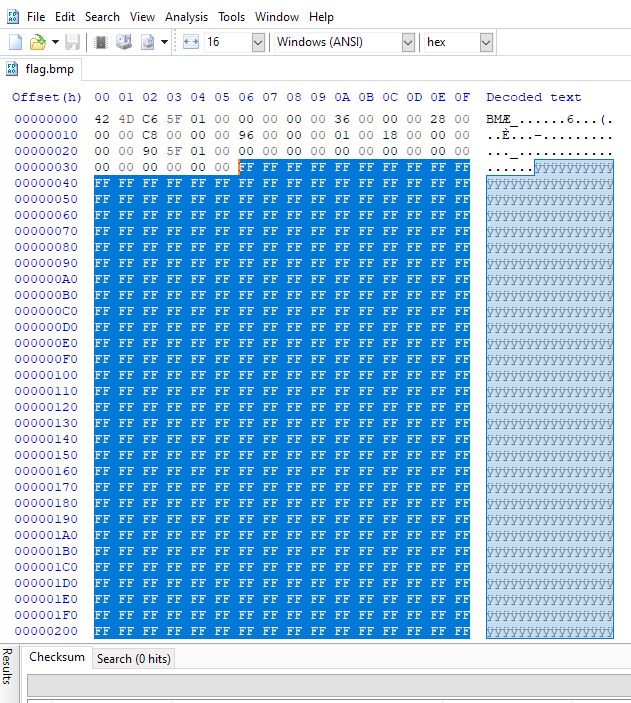 File Edit Search View Analysis Tools Window Help
16 Windows (ANSI) hex
flag.bmp
Offset(h) 00 01 02 03 04 05 06 07 08 09 0A 0B 0C 0D 0E 0F Decoded text
00000000 42 4D C6 5F 01 00 00 00 00 00 36 00 00 00 28 00 BMÆ_......6...(.
00000010 00 00 C8 00 00 00 96 00 00 00 01 00 18 00 00 00 ..È...–.........
00000020 00 00 90 5F 01 00 00 00 00 00 00 00 00 00 00 00 ..._............
00000030 00 00 00 00 00 00 FF FF FF FF FF FF FF FF FF FF ......ÿÿÿÿÿÿÿÿÿÿ
00000040 FF FF FF FF FF FF FF FF FF FF FF FF FF FF FF FF ÿÿÿÿÿÿÿÿÿÿÿÿÿÿÿÿ
00000050 FF FF FF FF FF FF FF FF FF FF FF FF FF FF FF FF ÿÿÿÿÿÿÿÿÿÿÿÿÿÿÿÿ
00000060 FF FF FF FF FF FF FF FF FF FF FF FF FF FF FF FF ÿÿÿÿÿÿÿÿÿÿÿÿÿÿÿÿ
00000070 FF FF FF FF FF FF FF FF FF FF FF FF FF FF FF FF ÿÿÿÿÿÿÿÿÿÿÿÿÿÿÿÿ
00000080 FF FF FF FF FF FF FF FF FF FF FF FF FF FF FF FF ÿÿÿÿÿÿÿÿÿÿÿÿÿÿÿÿ
00000090 FF FF FF FF FF FF FF FF FF FF FF FF FF FF FF FF ÿÿÿÿÿÿÿÿÿÿÿÿÿÿÿÿ
000000A0 FF FF FF FF FF FF FF FF FF FF FF FF FF FF FF FF ÿÿÿÿÿÿÿÿÿÿÿÿÿÿÿÿ
000000B0 FF FF FF FF FF FF FF FF FF FF FF FF FF FF FF FF ÿÿÿÿÿÿÿÿÿÿÿÿÿÿÿÿ
000000C0 FF FF FF FF FF FF FF FF FF FF FF FF FF FF FF FF ÿÿÿÿÿÿÿÿÿÿÿÿÿÿÿÿ
000000D0 FF FF FF FF FF FF FF FF FF FF FF FF FF FF FF FF ÿÿÿÿÿÿÿÿÿÿÿÿÿÿÿÿ
000000E0 FF FF FF FF FF FF FF FF FF FF FF FF FF FF FF FF ÿÿÿÿÿÿÿÿÿÿÿÿÿÿÿÿ
000000F0 FF FF FF FF FF FF FF FF FF FF FF FF FF FF FF FF ÿÿÿÿÿÿÿÿÿÿÿÿÿÿÿÿ
00000100 FF FF FF FF FF FF FF FF FF FF FF FF FF FF FF FF ÿÿÿÿÿÿÿÿÿÿÿÿÿÿÿÿ
00000110 FF FF FF FF FF FF FF FF FF FF FF FF FF FF FF FF ÿÿÿÿÿÿÿÿÿÿÿÿÿÿÿÿ
00000120 FF FF FF FF FF FF FF FF FF FF FF FF FF FF FF FF ÿÿÿÿÿÿÿÿÿÿÿÿÿÿÿÿ
00000130 FF FF FF FF FF FF FF FF FF FF FF FF FF FF FF FF ÿÿÿÿÿÿÿÿÿÿÿÿÿÿÿÿ
00000140 FF FF FF FF FF FF FF FF FF FF FF FF FF FF FF FF ÿÿÿÿÿÿÿÿÿÿÿÿÿÿÿÿ
00000150 FF FF FF FF FF FF FF FF FF FF FF FF FF FF FF FF ÿÿÿÿÿÿÿÿÿÿÿÿÿÿÿÿ
00000160 FF FF FF FF FF FF FF FF FF FF FF FF FF FF FF FF ÿÿÿÿÿÿÿÿÿÿÿÿÿÿÿÿ
00000170 FF FF FF FF FF FF FF FF FF FF FF FF FF FF FF FF ÿÿÿÿÿÿÿÿÿÿÿÿÿÿÿÿ
00000180 FF FF FF FF FF FF FF FF FF FF FF FF FF FF FF FF ÿÿÿÿÿÿÿÿÿÿÿÿÿÿÿÿ
00000190 FF FF FF FF FF FF FF FF FF FF FF FF FF FF FF FF ÿÿÿÿÿÿÿÿÿÿÿÿÿÿÿÿ
000001A0 FF FF FF FF FF FF FF FF FF FF FF FF FF FF FF FF ÿÿÿÿÿÿÿÿÿÿÿÿÿÿÿÿ
000001B0 FF FF FF FF FF FF FF FF FF FF FF FF FF FF FF FF ÿÿÿÿÿÿÿÿÿÿÿÿÿÿÿÿ
000001C0 FF FF FF FF FF FF FF FF FF FF FF FF FF FF FF FF ÿÿÿÿÿÿÿÿÿÿÿÿÿÿÿÿ
000001D0 FF FF FF FF FF FF FF FF FF FF FF FF FF FF FF FF ÿÿÿÿÿÿÿÿÿÿÿÿÿÿÿÿ
000001E0 FF FF FF FF FF FF FF FF FF FF FF FF FF FF FF FF ÿÿÿÿÿÿÿÿÿÿÿÿÿÿÿÿ
000001F0 FF FF FF FF FF FF FF FF FF FF FF FF FF FF FF FF ÿÿÿÿÿÿÿÿÿÿÿÿÿÿÿÿ
00000200 FF FF FF FF FF FF FF FF FF FF FF FF FF FF FF FF ÿÿÿÿÿÿÿÿÿÿÿÿÿÿÿÿ
Results
Checksum Search (0 hits)